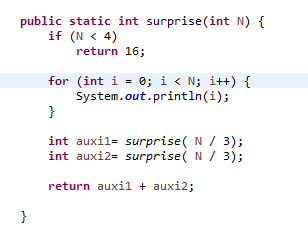 public static int surprise(int N) {
if (N < 4)
return 16;
for (int i = 0; i < N; i++) {
System.out.println(i);
}
int auxi1= surprise( N / 3);
int auxi2= surprise( N / 3);
return auxi1 + auxi2;
}